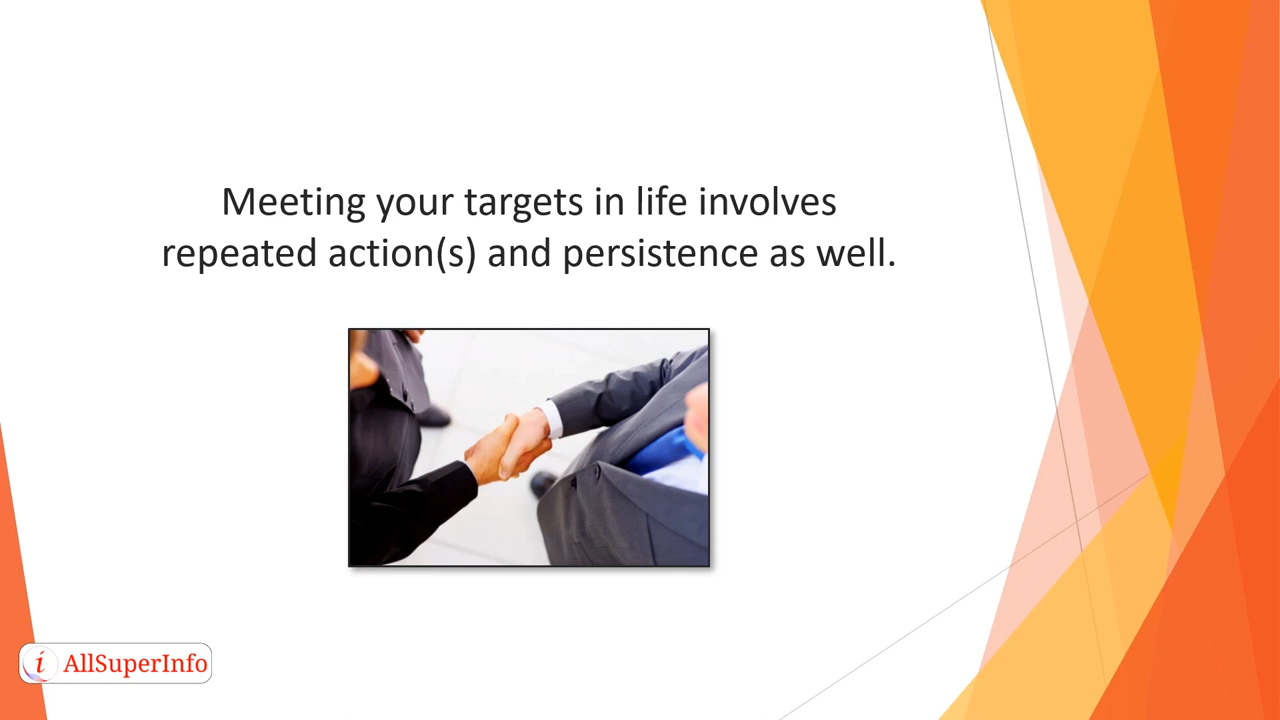 Meeting your targets in life involves
repeated action(s) and persistence as well.
i AllSuperInfo